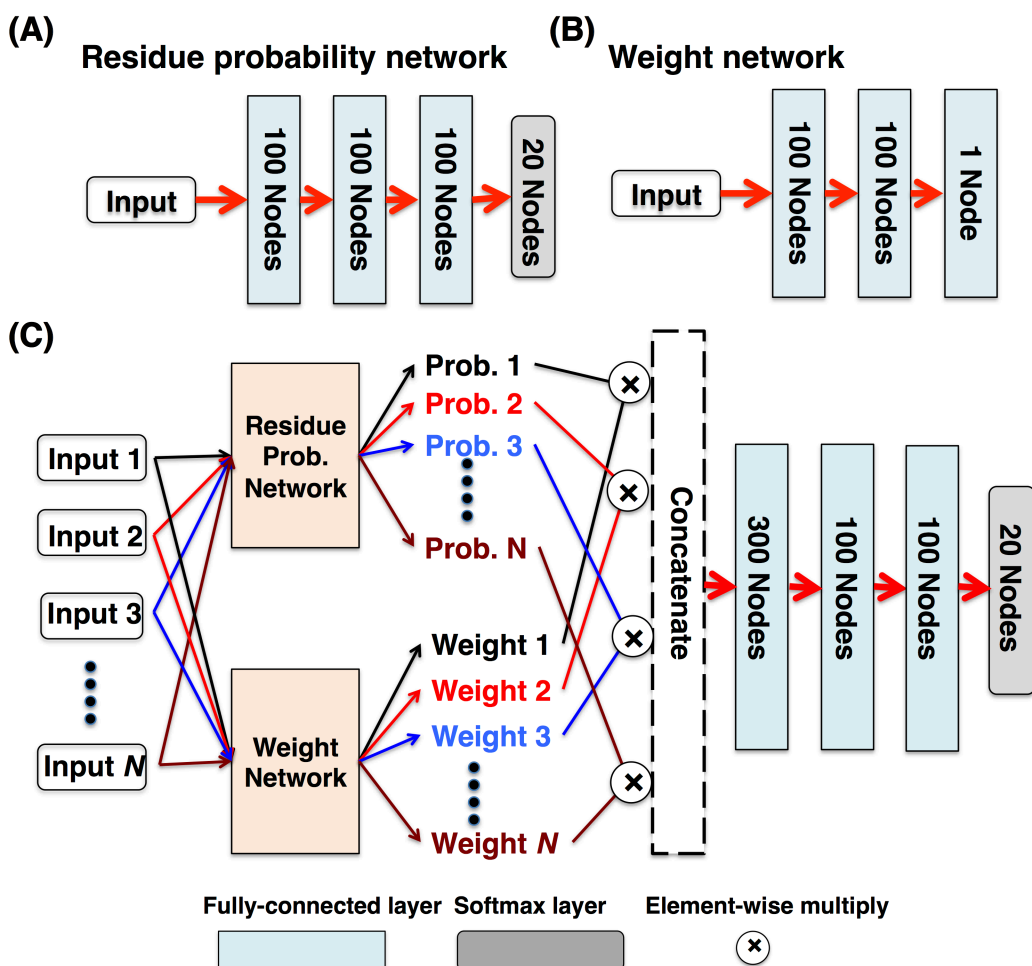 (A)
Residue probability network
Input
100 Nodes
100 Nodes
100 Nodes
20 Nodes
(B)
Weight network
Input
100 Nodes
100 Nodes
1 Node
(C)
Input 1
Input 2
Input 3
Input N
Residue
Prob.
Network
Weight
Network
Prob. 1
Prob. 2
Prob. 3
Prob. N
Weight 1
Weight 2
Weight 3
Weight N
Concatenate
300 Nodes
100 Nodes
100 Nodes
20 Nodes
Fully-connected layer
Softmax layer
Element-wise multiply